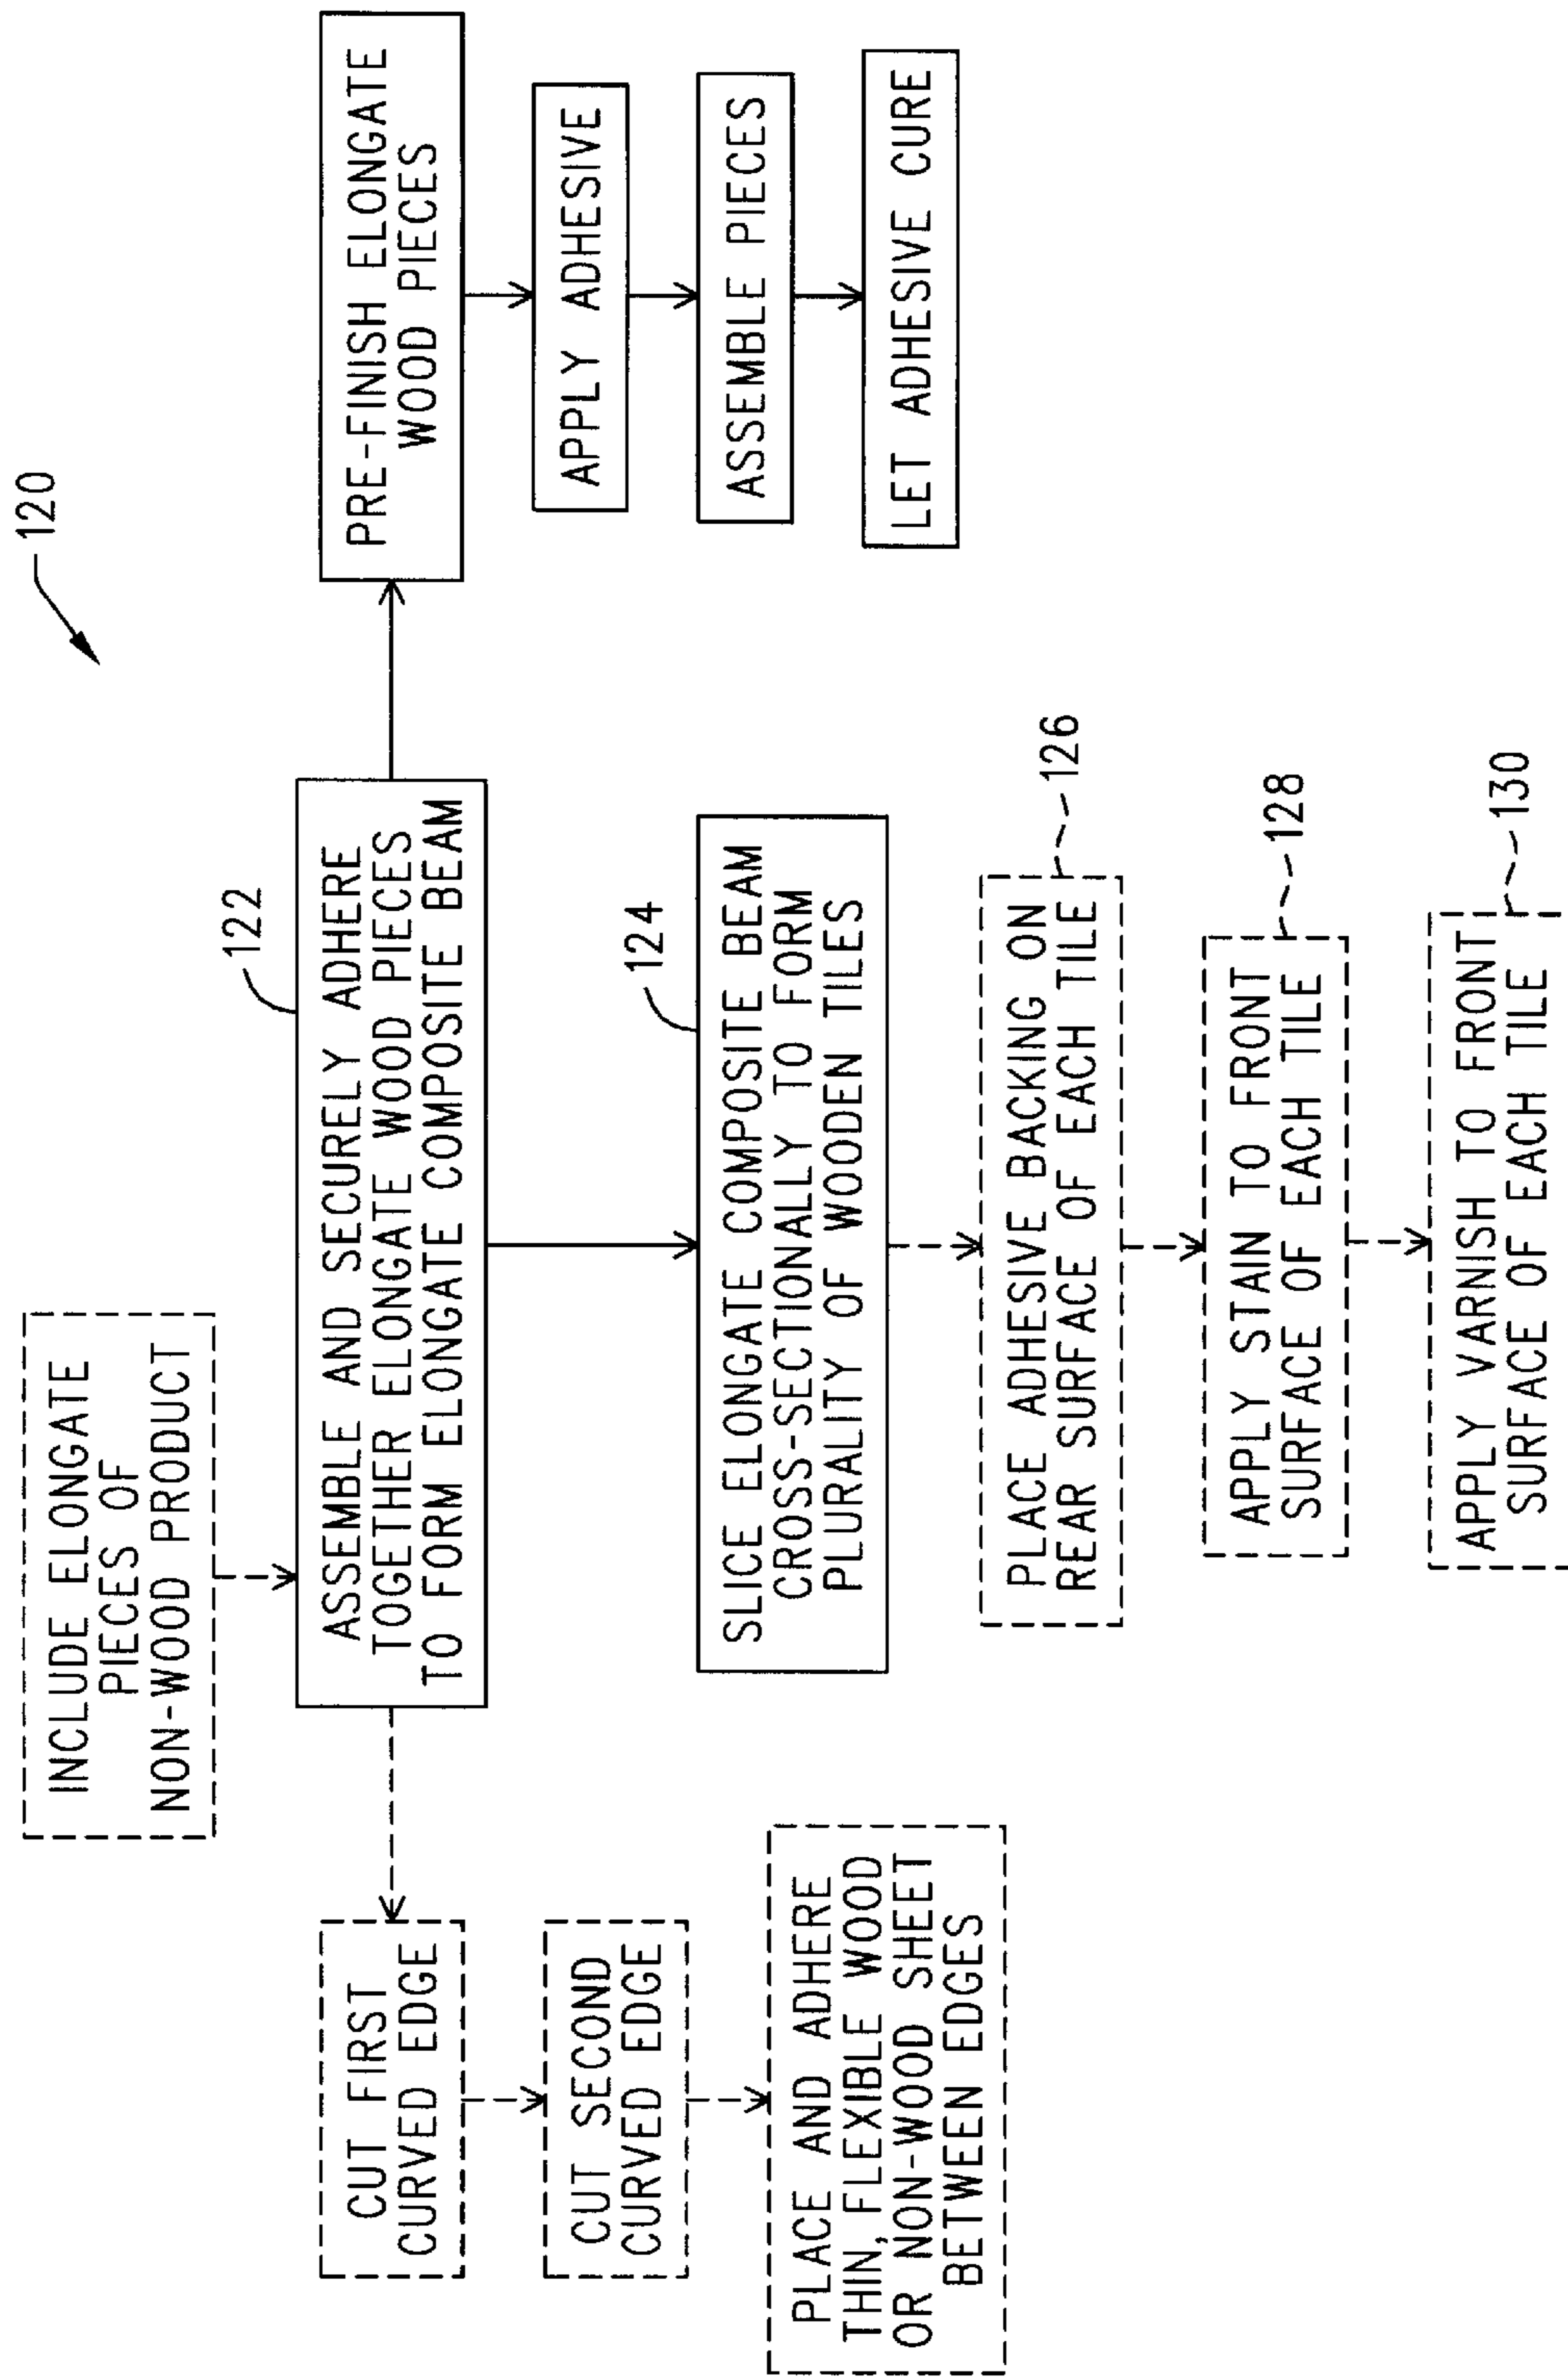 120
INCLUDE ELONGATE
PIECES OF
NON-WOOD PRODUCT
122
ASSEMBLE AND SECURELY ADHERE
TOGETHER ELONGATE WOOD PIECES
TO FORM ELONGATE COMPOSITE BEAM
PRE-FINISH ELONGATE
WOOD PIECES
APPLY ADHESIVE
ASSEMBLE PIECES
LET ADHESIVE CURE
CUT FIRST
CURVED EDGE
CUT SECOND
CURVED EDGE
PLACE AND ADHERE
THIN, FLEXIBLE WOOD
OR NON-WOOD SHEET
BETWEEN EDGES
124
SLICE ELONGATE COMPOSITE BEAM
CROSS-SECTIONALLY TO FORM
PLURALITY OF WOODEN TILES
PLACE ADHESIVE BACKING ON
REAR SURFACE OF EACH TILE
126
APPLY STAIN TO FRONT
SURFACE OF EACH TILE
128
APPLY VARNISH TO FRONT
SURFACE OF EACH TILE
130